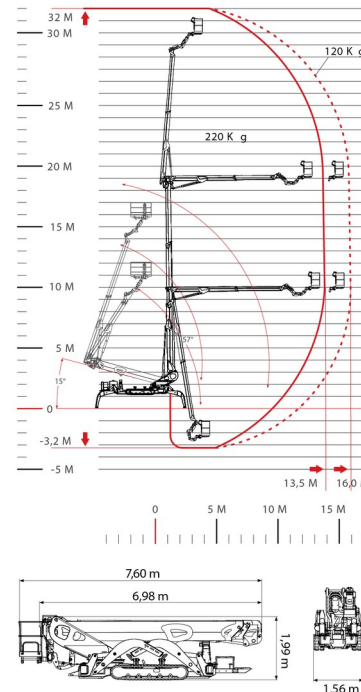 32 M
30 M
120 K g
25 M
220 K g
20 M
15 M
10 M
57°
5 M
15°
0
-3,2 M
-5 M
13,5 M
16,0 M
0
5 M
10 M
15 M
7,60 m
6,98 m
1,99 m
1,56 m